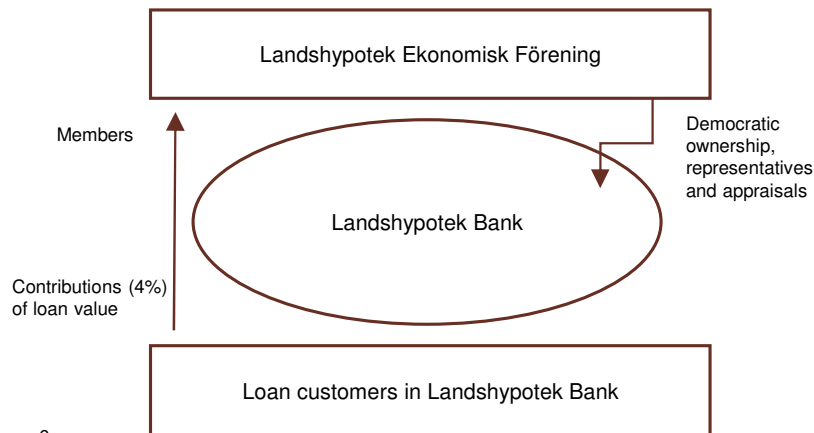 Landshypotek Ekonomisk Förening
Members
Democratic
ownership,
representatives
and appraisals
Landshypotek Bank
Contributions (4%)
of loan value
Loan customers in Landshypotek Bank